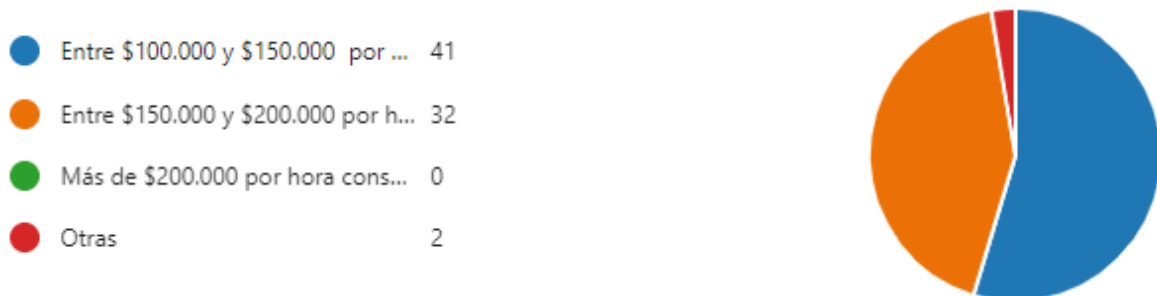 Entre $100.000 y $150.000  por ... 41
Entre $150.000 y $200.000 por h... 32
Más de $200.000 por hora cons... 0
Otras 2